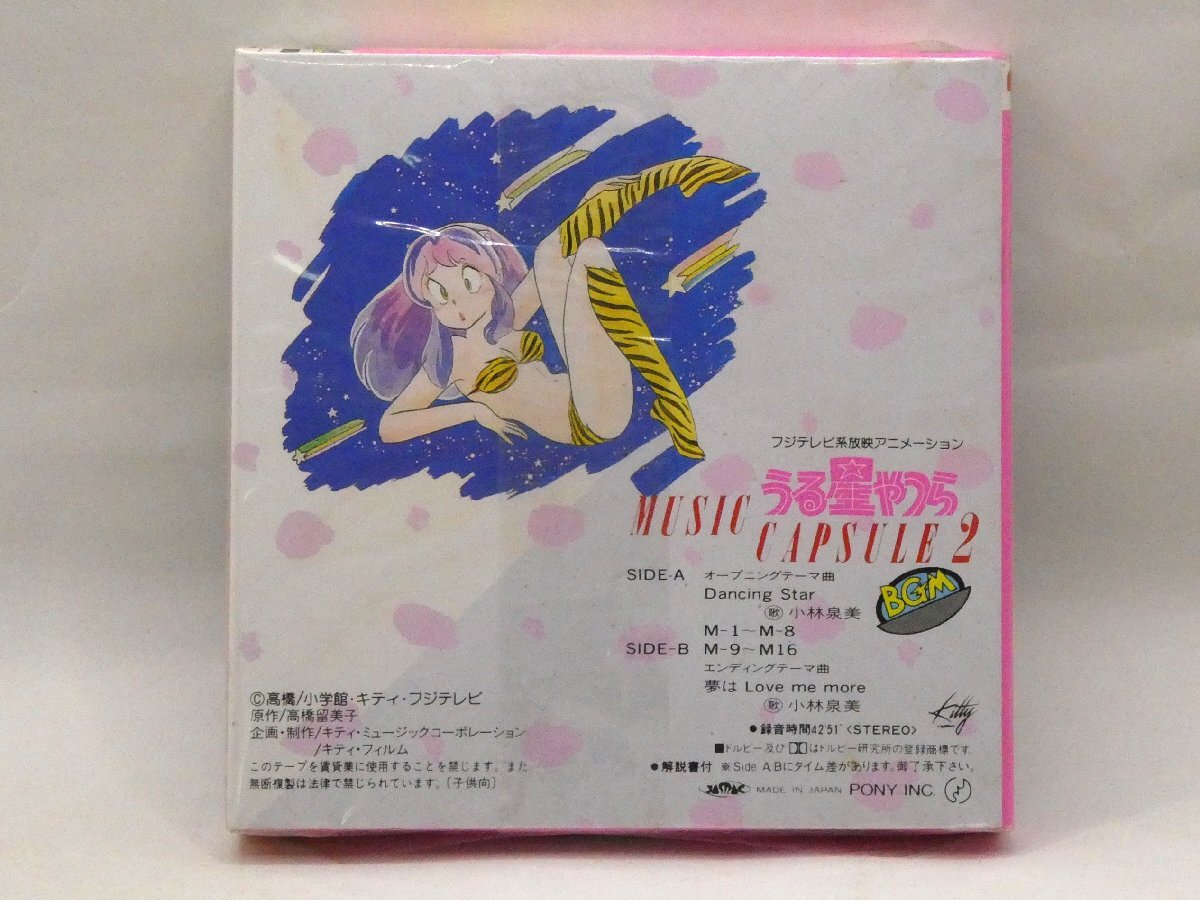 フジテレビ系放映アニメーション
うる星やつら
MUSIC
CAPSULE 2
SIDE-A オープニングテーマ曲
Dancing Star
歌 小林泉美
M-1〜M-8
BGM
SIDE-B M-9〜M16
エンディングテーマ曲
夢は Love me more
歌 小林泉美
Kitty
●録音時間42'51"〈STEREO〉
■ドルビー及びDDはドルビー研究所の登録商標です.
●解説書付 ※Side A.Bにタイム差があります。御了承下さい。
MADE IN JAPAN PONY INC.
©高橋/小学館・キティ・フジテレビ
原作/高橋留美子
企画・制作/キティ・ミュージックコーポレーション
/キティ・フィルム
このテープを賃貸業に使用することを禁じます。また
無断複製は法律で禁じられています。〔子供向〕